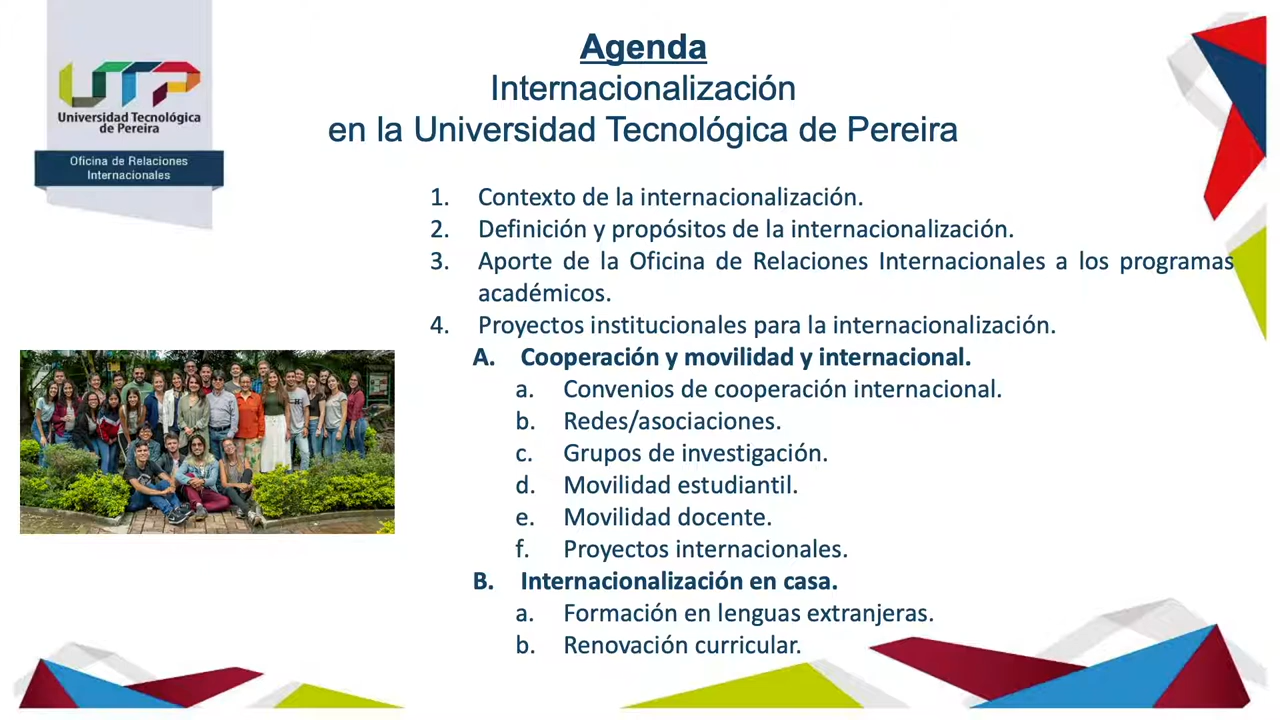 UTP
Universidad Tecnológica
de Pereira
Oficina de Relaciones
Internacionales
Agenda
Internacionalización
en la Universidad Tecnológica de Pereira
1. Contexto de la internacionalización.
2. Definición y propósitos de la internacionalización.
3. Aporte de la Oficina de Relaciones Internacionales a los programas
académicos.
4. Proyectos institucionales para la internacionalización.
A. Cooperación y movilidad y internacional.
a. Convenios de cooperación internacional.
b. Redes/asociaciones.
c. Grupos de investigación.
d. Movilidad estudiantil.
e. Movilidad docente.
f. Proyectos internacionales.
B. Internacionalización en casa.
a. Formación en lenguas extranjeras.
b. Renovación curricular.